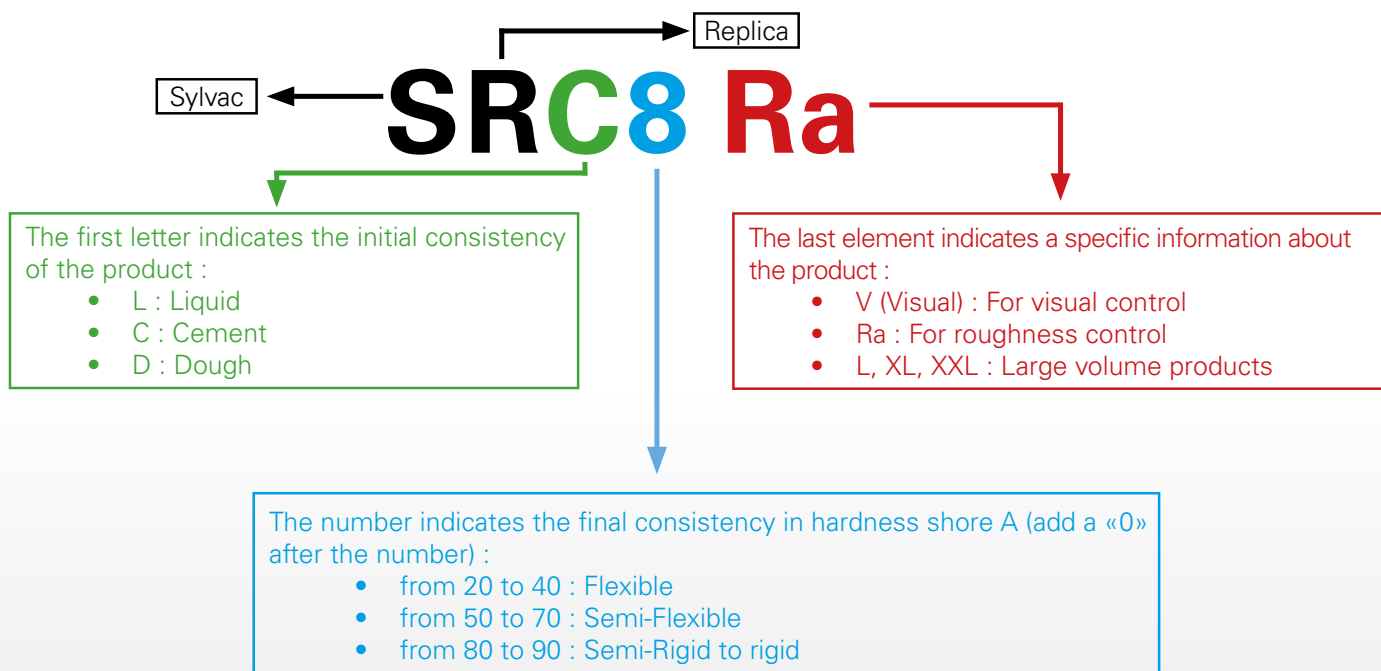 Replica
Sylvac
SRC8 Ra
The first letter indicates the initial consistency
of the product :
• L : Liquid
• C : Cement
• D : Dough
The last element indicates a specific information about
the product :
• V (Visual) : For visual control
• Ra : For roughness control
• L, XL, XXL : Large volume products
The number indicates the final consistency in hardness shore A (add a «0»
after the number) :
• from 20 to 40 : Flexible
• from 50 to 70 : Semi-Flexible
• from 80 to 90 : Semi-Rigid to rigid